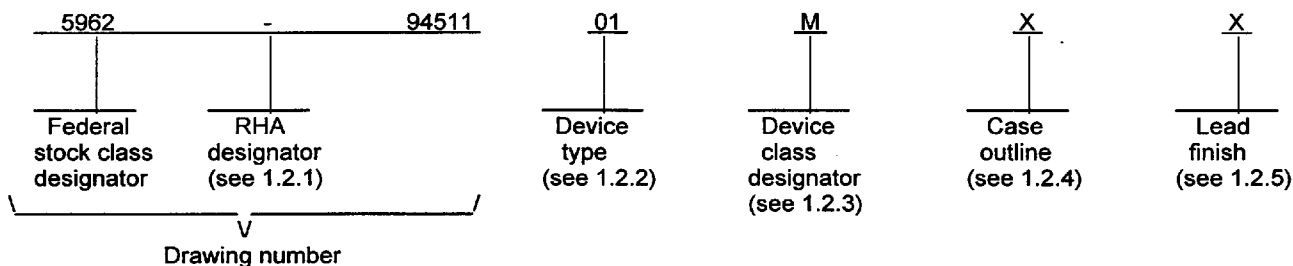 5962 - 94511 01 M X X
Federal RHA Device Device Case Lead
stock class designator type class outline finish
designator (see 1.2.1) (see 1.2.2) designator (see 1.2.4) (see 1.2.5)
(see 1.2.3)
\ /
V
Drawing number